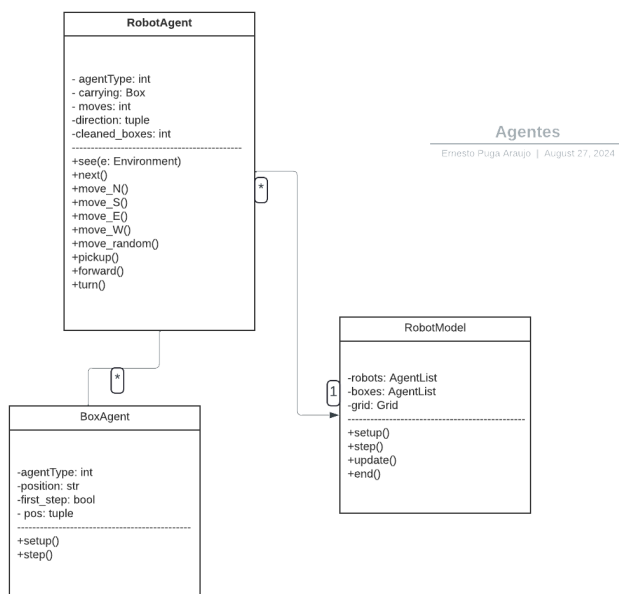 RobotAgent
- agentType: int
- carrying: Box
- moves: int
-direction: tuple
-cleaned_boxes: int
--------------------------------------------
+see(e: Environment)
+next()
+move_N()
+move_S()
+move_E()
+move_W()
+move_random()
+pickup()
+forward()
+turn()
*
Agentes
Ernesto Puga Araujo | August 27, 2024
*
BoxAgent
-agentType: int
-position: str
-first_step: bool
- pos: tuple
--------------------------------------------
+setup()
+step()
1
RobotModel
-robots: AgentList
-boxes: AgentList
-grid: Grid
--------------------------------------------
+setup()
+step()
+update()
+end()